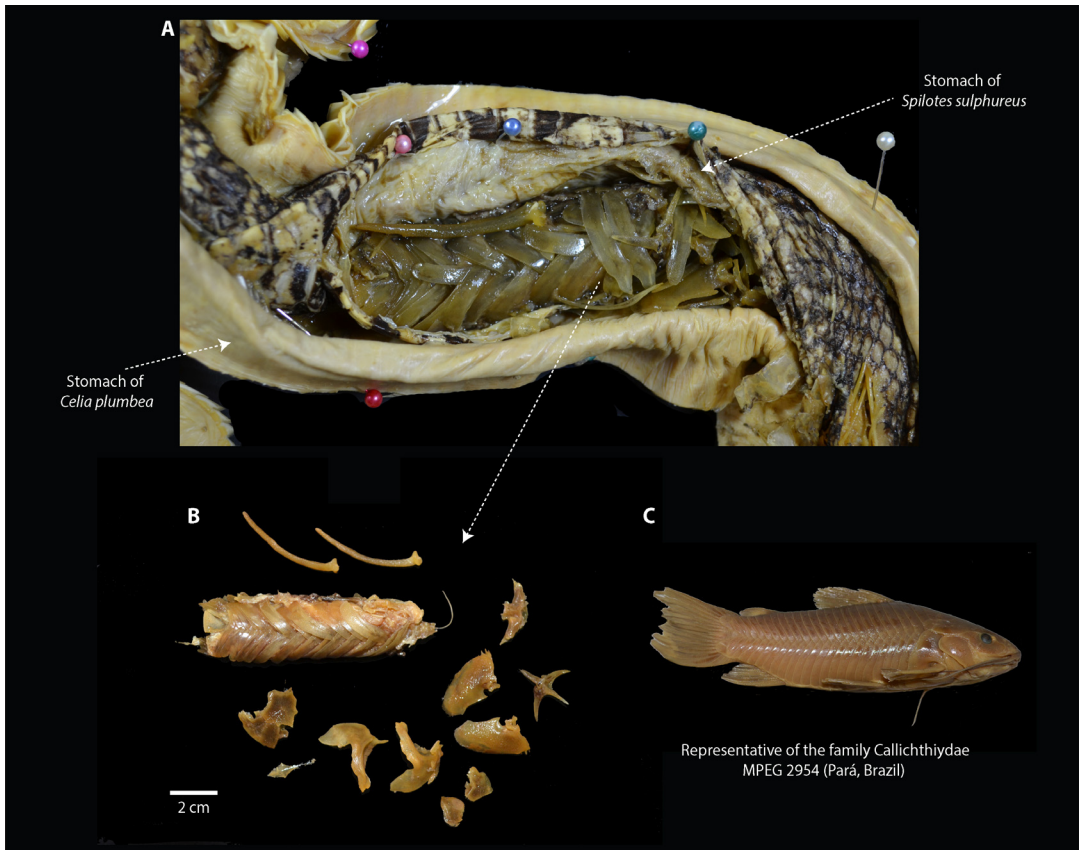 A
Stomach of
Spilotes sulphureus
Stomach of
Celia plumbea
B
C
2 cm
Representative of the family Callichthiydae
MPEG 2954 (Pará, Brazil)